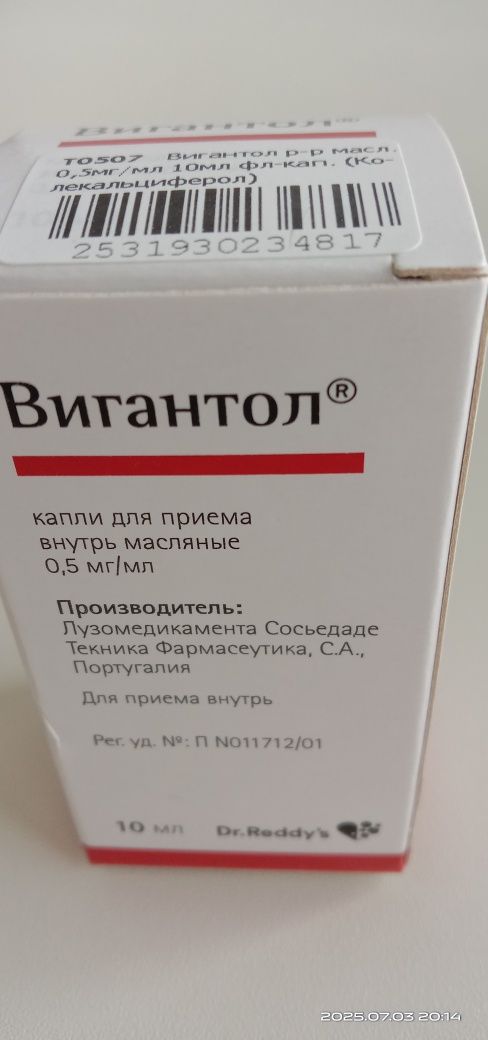 Вигантол®
Т0507 Вигантол р-р масл.
0,5мг/мл 10мл фл-кап. (Ко-
лекальциферол)
2531930234817
Вигантол®
капли для приема
внутрь масляные
0,5 мг/мл
Производитель:
Лузомедикамента Сосьедаде
Текника Фармасеутика, С.А.,
Португалия
Для приема внутрь
Рег. уд. №: П N011712/01
10 мл Dr.Reddy's
2025.07.03 20:14